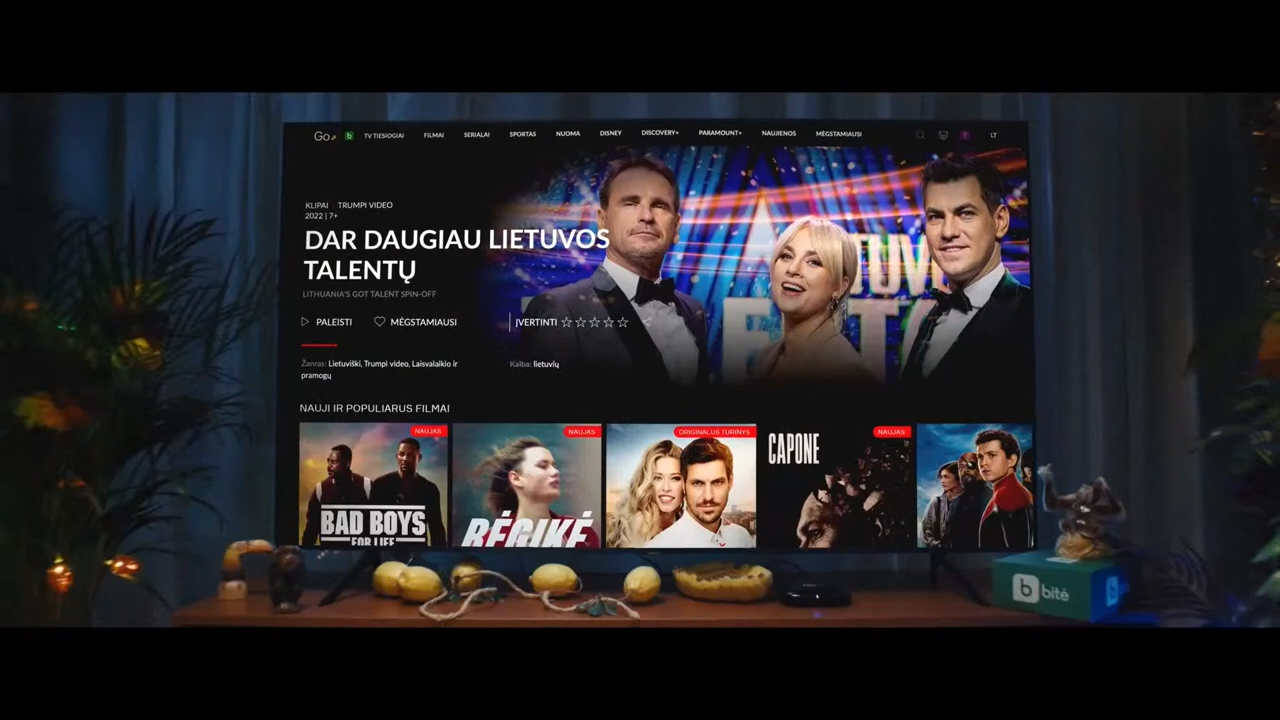 Go b TV TIESIOGIAI FILMAI SERIALAI SPORTAS NUOMA DISNEY DISCOVERY+ PARAMOUNT+ NAUJIENOS MĖGSTAMIAUSI LT
KLIPAI TRUMPI VIDEO
2022 | 7+
DAR DAUGIAU LIETUVOS
TALENTŲ
LITHUANIA'S GOT TALENT SPIN-OFF
PALEISTI MĖGSTAMIAUSI ĮVERTINTI
Žanras: Lietuviški, Trumpi video, Laisvalaikio ir
pramogų
Kalba: lietuvių
NAUJI IR POPULIARUS FILMAI
NAUJAS
BAD BOYS
FOR LIFE
NAUJAS
BĖGIKĖ
ORIGINALUS TURINYS
NAUJAS
CAPONE
b bitė
b